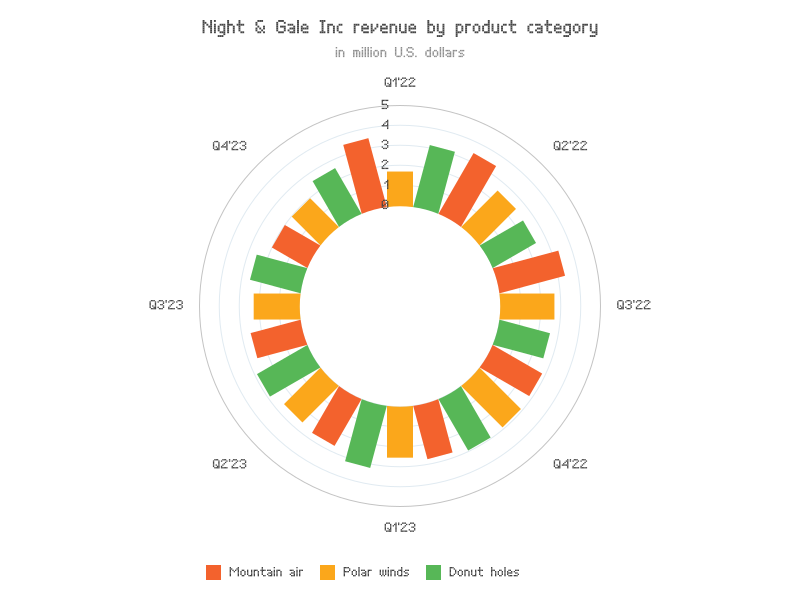 Night & Gale Inc revenue by product category
in million U.S. dollars
Q1'22
5
4
3
2
1
0
Q4'23
Q2'22
Q3'23
Q3'22
Q2'23
Q4'22
Q1'23
Mountain air
Polar winds
Donut holes